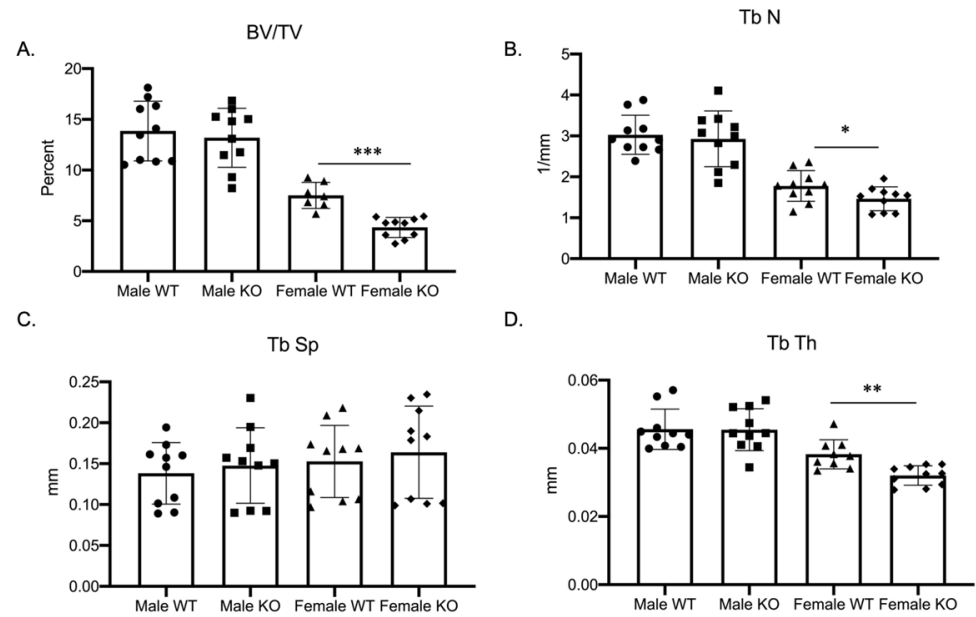 A.
BV/TV
Percent
20
15
10
5
0
***
Male WT
Male KO
Female WT
Female KO
B.
Tb N
1/mm
5
4
3
2
1
0
*
Male WT
Male KO
Female WT
Female KO
C.
Tb Sp
mm
0.25
0.20
0.15
0.10
0.05
0.00
Male WT
Male KO
Female WT
Female KO
D.
Tb Th
mm
0.06
0.04
0.02
0.00
**
Male WT
Male KO
Female WT
Female KO